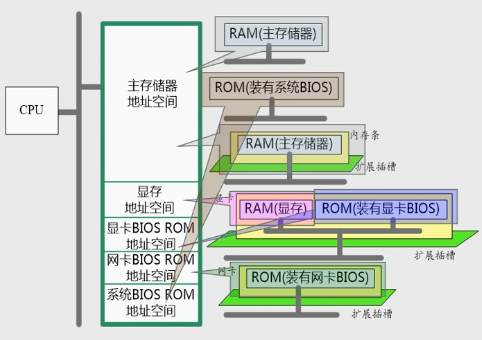 CPU
主存储器
地址空间
显存
地址空间
显卡BIOS ROM
地址空间
网卡BIOS ROM
地址空间
系统BIOS ROM
地址空间
RAM(主存储器)
ROM(装有系统BIOS)
RAM(主存储器)
内存条
扩展插槽
显卡
RAM(显存)
ROM(装有显卡BIOS)
扩展插槽
网卡
ROM(装有网卡BIOS)
扩展插槽